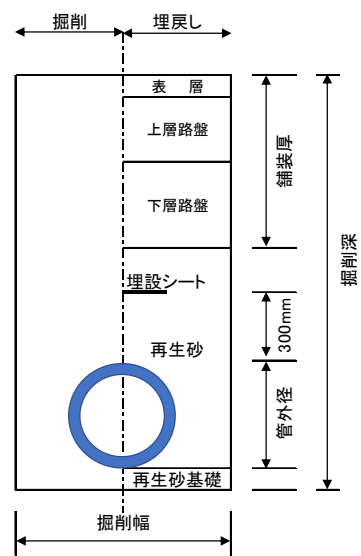 掘削
埋戻し
表　層
上層路盤
下層路盤
舗装厚
掘削深
埋設シート
300mm
再生砂
管外径
再生砂基礎
掘削幅